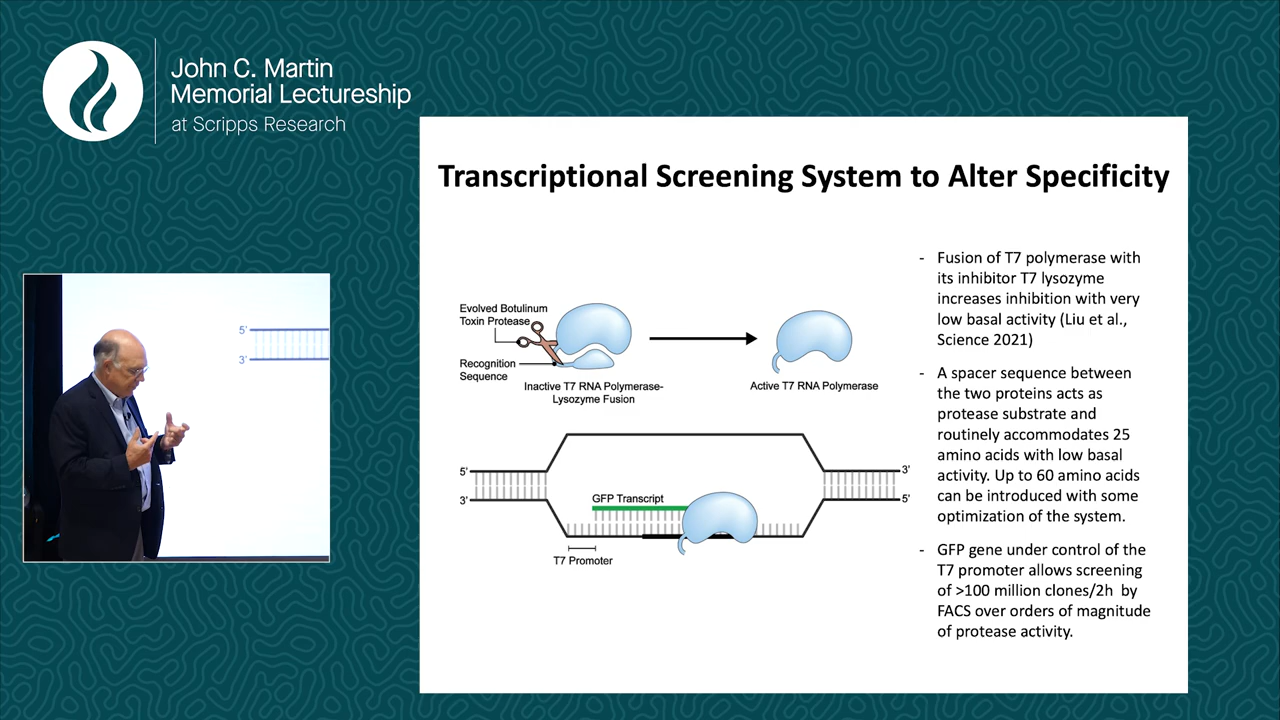 John C. Martin
Memorial Lectureship
at Scripps Research
Transcriptional Screening System to Alter Specificity
Evolved Botulinum
Toxin Protease
Recognition
Sequence
Inactive T7 RNA Polymerase-
Lysozyme Fusion
Active T7 RNA Polymerase
5'
3'
3'
5'
GFP Transcript
T7 Promoter
- Fusion of T7 polymerase with
its inhibitor T7 lysozyme
increases inhibition with very
low basal activity (Liu et al.,
Science 2021)
- A spacer sequence between
the two proteins acts as
protease substrate and
routinely accommodates 25
amino acids with low basal
activity. Up to 60 amino acids
can be introduced with some
optimization of the system.
- GFP gene under control of the
T7 promoter allows screening
of >100 million clones/2h by
FACS over orders of magnitude
of protease activity.
5'
3'